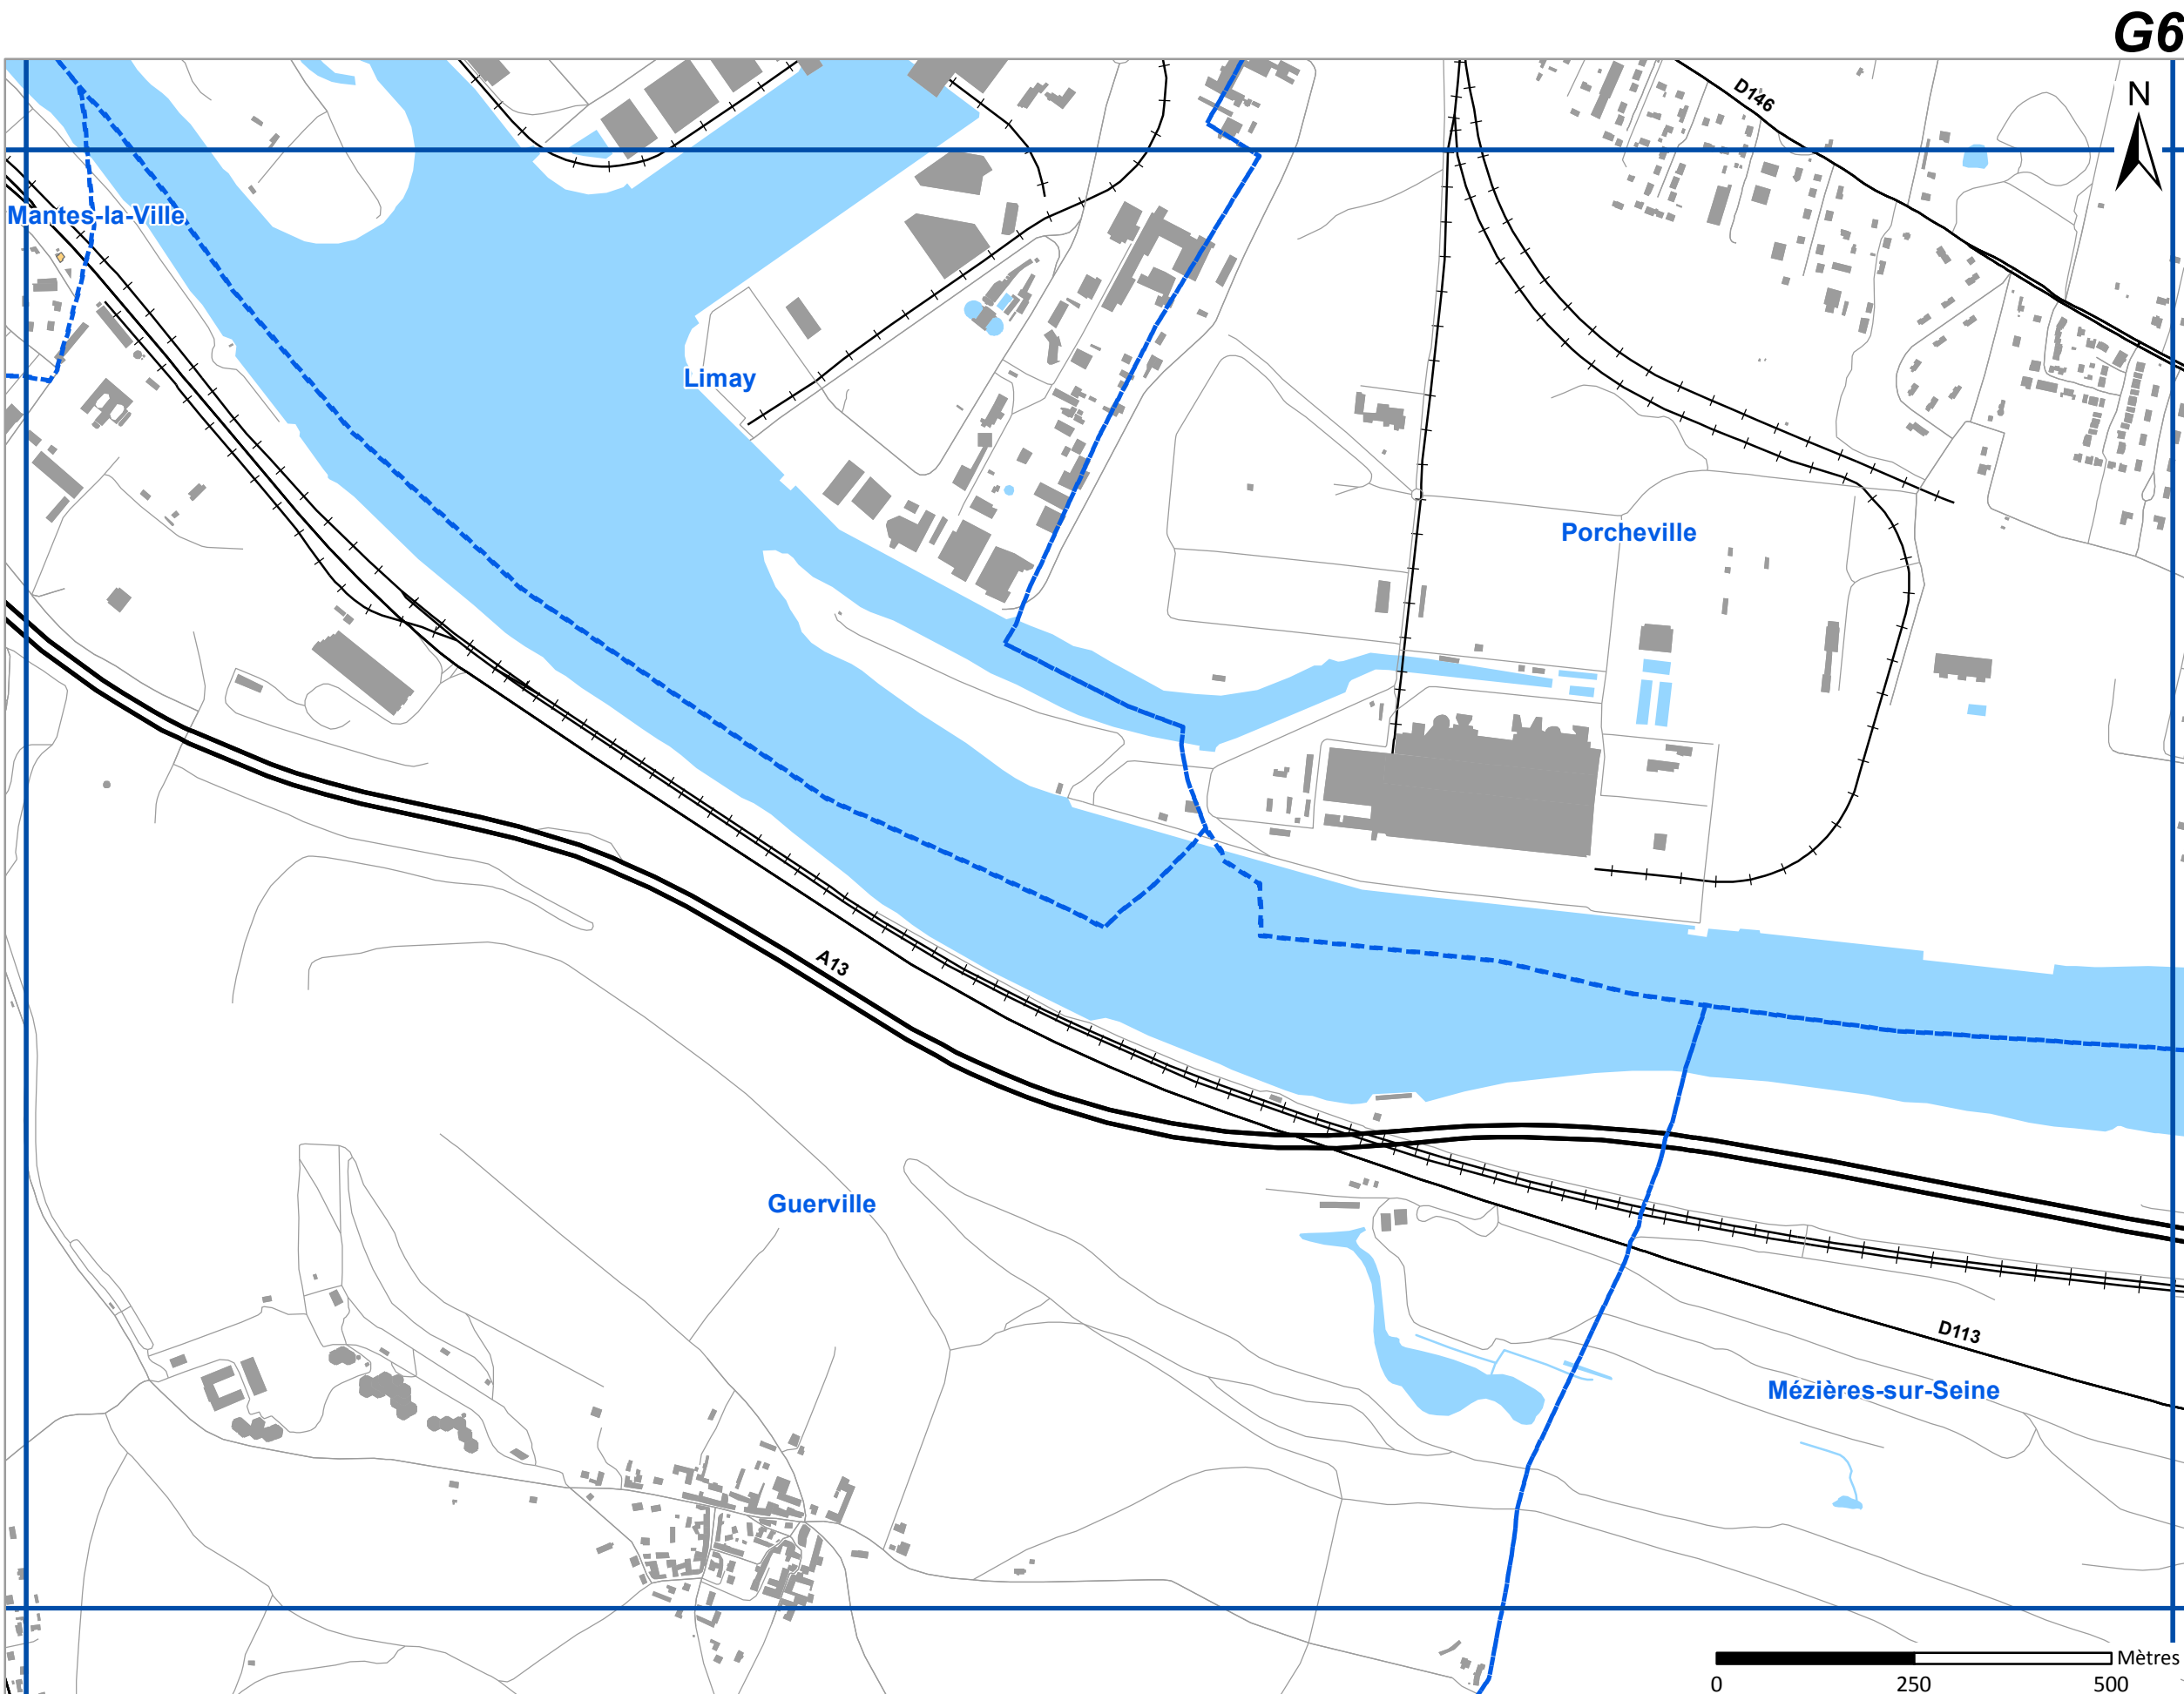 G6
D146
N
Mantes-la-Ville
Limay
Porcheville
A13
Guerville
D113
Mézières-sur-Seine
Mètres
0 250 500